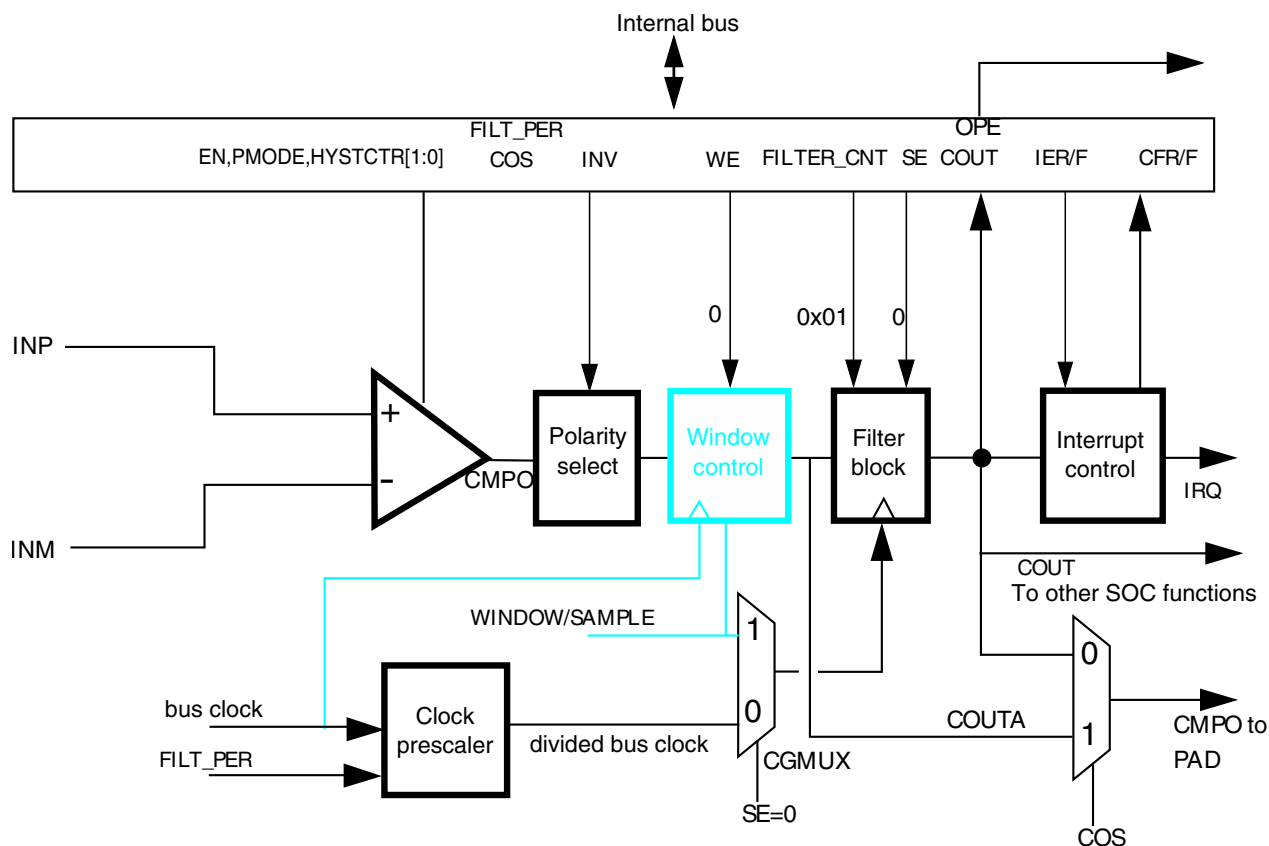 Internal bus
OPE
FILT_PER
EN,PMODE,HYSTCTR[1:0]
COS
INV
WE
FILTER_CNT
SE
COUT
IER/F
CFR/F
0
0x01
0
INP
+
-
INM
CMPO
Polarity
select
Window
control
Filter
block
Interrupt
control
IRQ
COUT
To other SOC functions
WINDOW/SAMPLE
1
0
CGMUX
SE=0
bus clock
FILT_PER
Clock
prescaler
divided bus clock
COUTA
0
1
COS
CMPO to
PAD